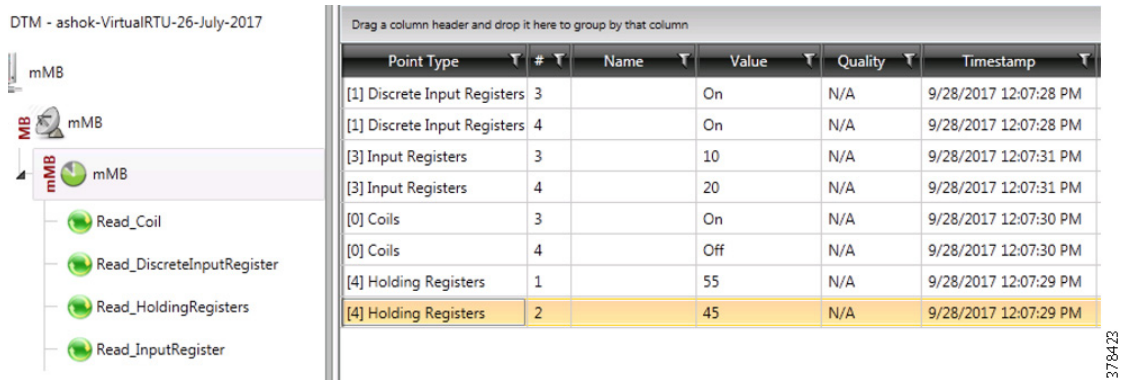 DTM - ashok-VirtualRTU-26-July-2017
mMB
MB mMB
mMB mMB
Read_Coil
Read_DiscreteInputRegister
Read_HoldingRegisters
Read_InputRegister
Drag a column header and drop it here to group by that column
Point Type # Name Value Quality Timestamp
[1] Discrete Input Registers 3 On N/A 9/28/2017 12:07:28 PM
[1] Discrete Input Registers 4 On N/A 9/28/2017 12:07:28 PM
[3] Input Registers 3 10 N/A 9/28/2017 12:07:31 PM
[3] Input Registers 4 20 N/A 9/28/2017 12:07:31 PM
[0] Coils 3 On N/A 9/28/2017 12:07:30 PM
[0] Coils 4 Off N/A 9/28/2017 12:07:30 PM
[4] Holding Registers 1 55 N/A 9/28/2017 12:07:29 PM
[4] Holding Registers 2 45 N/A 9/28/2017 12:07:29 PM
378423